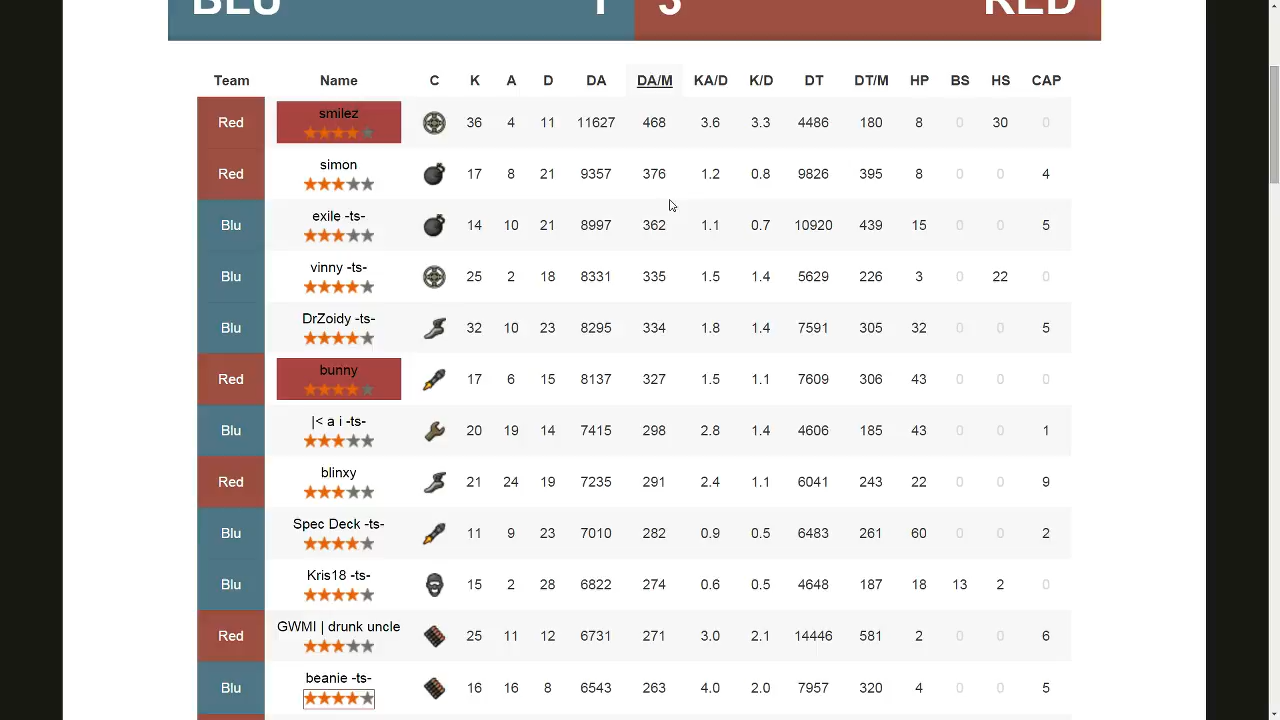 BLU 1 3 RED
Team Name C K A D DA DA/M KA/D K/D DT DT/M HP BS HS CAP
Red smilez 36 4 11 11627 468 3.6 3.3 4486 180 8 0 30 0
Red simon 17 8 21 9357 376 1.2 0.8 9826 395 8 0 0 4
Blu exile -ts- 14 10 21 8997 362 1.1 0.7 10920 439 15 0 0 5
Blu vinny -ts- 25 2 18 8331 335 1.5 1.4 5629 226 3 0 22 0
Blu DrZoidy -ts- 32 10 23 8295 334 1.8 1.4 7591 305 32 0 0 5
Red bunny 17 6 15 8137 327 1.5 1.1 7609 306 43 0 0 0
Blu |< a i -ts- 20 19 14 7415 298 2.8 1.4 4606 185 43 0 0 1
Red blinxy 21 24 19 7235 291 2.4 1.1 6041 243 22 0 0 9
Blu Spec Deck -ts- 11 9 23 7010 282 0.9 0.5 6483 261 60 0 0 2
Blu Kris18 -ts- 15 2 28 6822 274 0.6 0.5 4648 187 18 13 2 0
Red GWMI | drunk uncle 25 11 12 6731 271 3.0 2.1 14446 581 2 0 0 6
Blu beanie -ts- 16 16 8 6543 263 4.0 2.0 7957 320 4 0 0 5